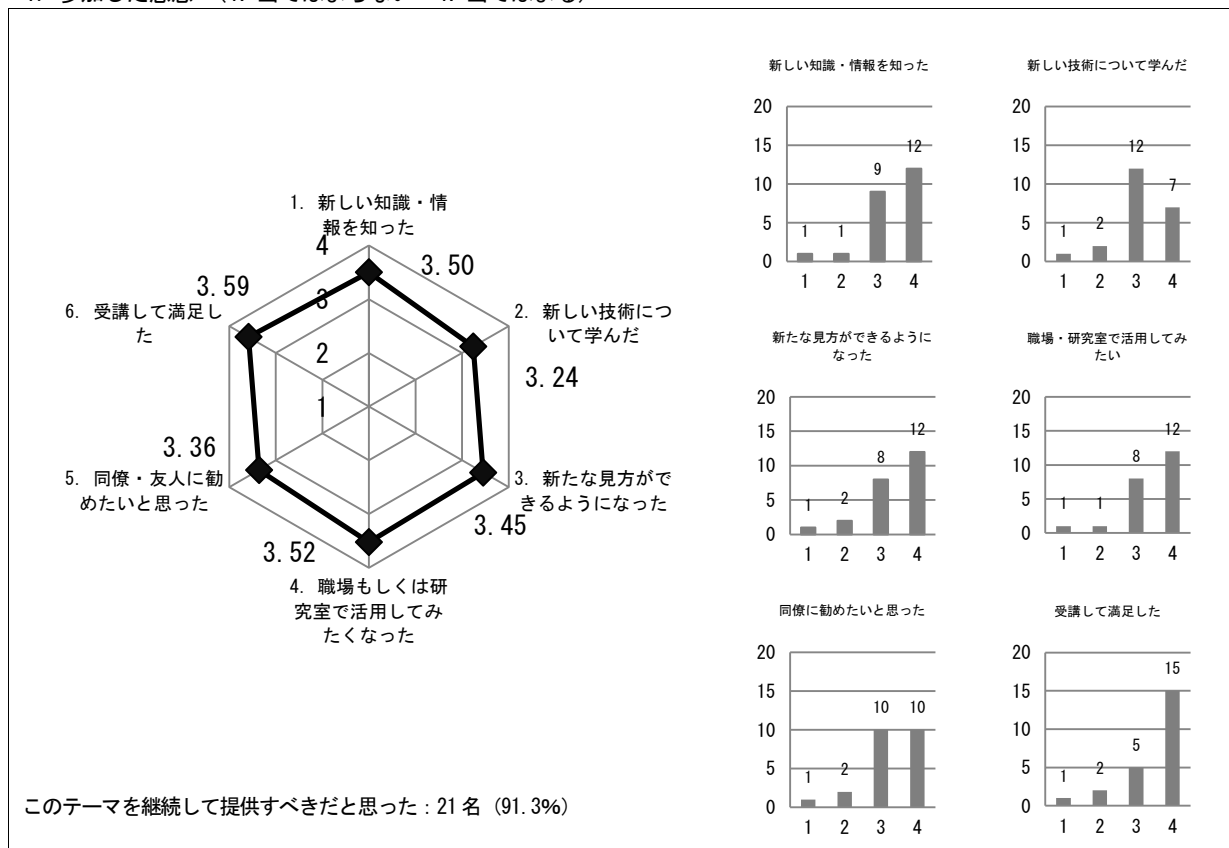 1. 新しい知識・情
報を知った
4
3.50
3.59
6. 受講して満足し
た
3
2. 新しい技術につ
いて学んだ
2
3.24
1
3.36
5. 同僚・友人に勧
めたいと思った
3. 新たな見方がで
きるようになった
3.45
3.52
4. 職場もしくは研
究室で活用してみ
たくなった
このテーマを継続して提供すべきだと思った：21名（91.3%）
新しい知識・情報を知った
20
15
10
5
0
1
1
9
12
1 2 3 4
新しい技術について学んだ
20
15
10
5
0
1
2
12
7
1 2 3 4
新たな見方ができるように
なった
20
15
10
5
0
1
2
8
12
1 2 3 4
職場・研究室で活用してみ
たい
20
15
10
5
0
1
1
8
12
1 2 3 4
同僚に勧めたいと思った
20
15
10
5
0
1
2
10
10
1 2 3 4
受講して満足した
20
15
10
5
0
1
2
5
15
1 2 3 4